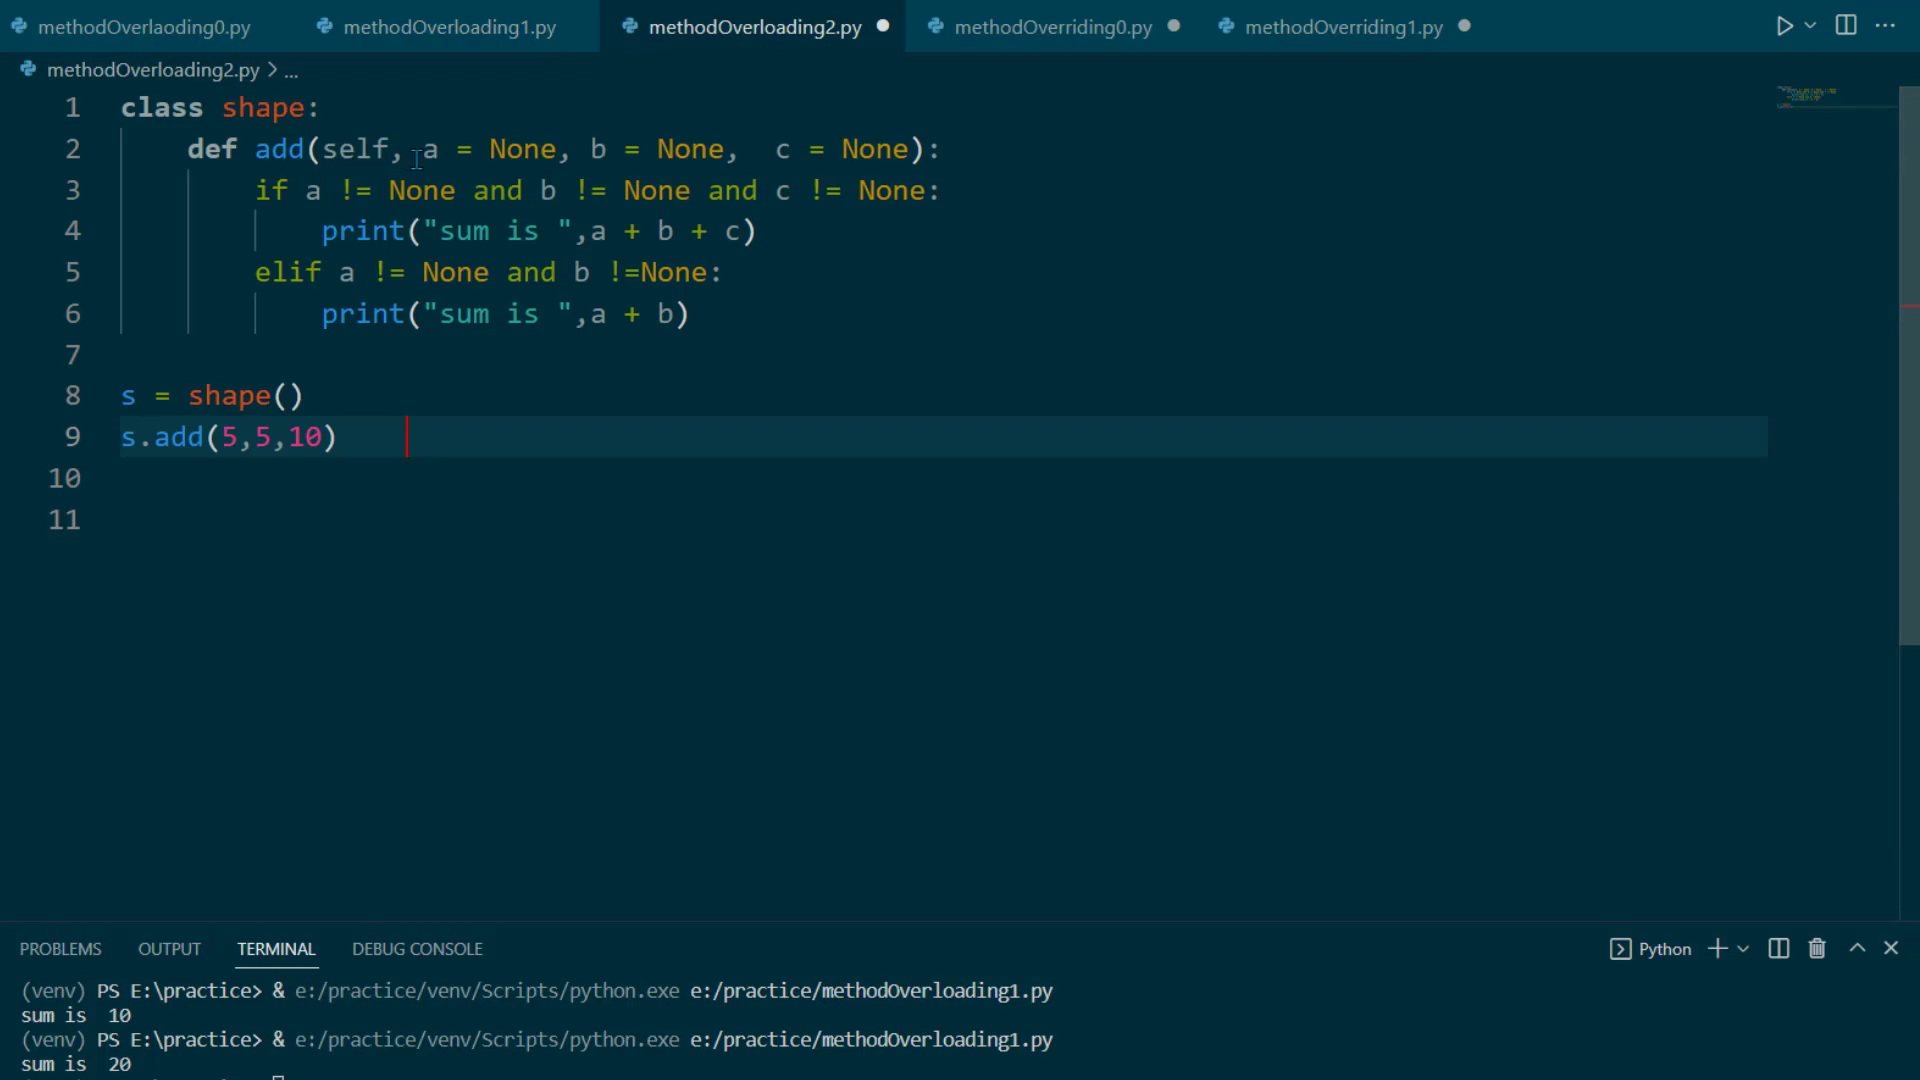 methodOverlaoding0.py methodOverloading1.py methodOverloading2.py methodOverriding0.py methodOverriding1.py
methodOverloading2.py > ...
1 class shape:
2 def add(self, a = None, b = None,  c = None):
3 if a != None and b != None and c != None:
4 print("sum is ",a + b + c)
5 elif a != None and b !=None:
6 print("sum is ",a + b)
7
8 s = shape()
9 s.add(5,5,10)
10
11
PROBLEMS OUTPUT TERMINAL DEBUG CONSOLE Python
(venv) PS E:\practice> & e:/practice/venv/Scripts/python.exe e:/practice/methodOverloading1.py
sum is  10
(venv) PS E:\practice> & e:/practice/venv/Scripts/python.exe e:/practice/methodOverloading1.py
sum is  20